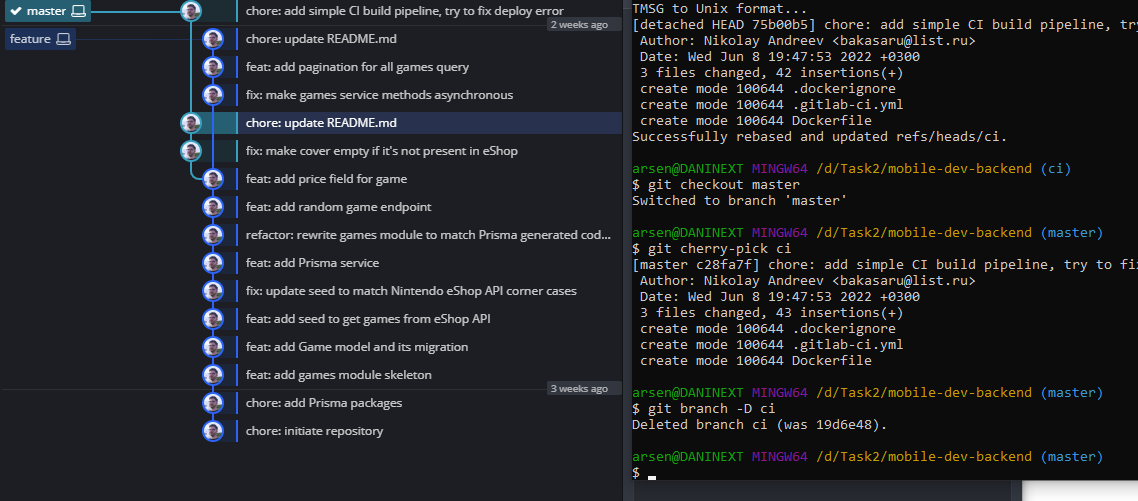 master
chore: add simple CI build pipeline, try to fix deploy error
2 weeks ago
feature
chore: update README.md
feat: add pagination for all games query
fix: make games service methods asynchronous
chore: update README.md
fix: make cover empty if it's not present in eShop
feat: add price field for game
feat: add random game endpoint
refactor: rewrite games module to match Prisma generated cod...
feat: add Prisma service
fix: update seed to match Nintendo eShop API corner cases
feat: add seed to get games from eShop API
feat: add Game model and its migration
feat: add games module skeleton
3 weeks ago
chore: add Prisma packages
chore: initiate repository
TMSG to Unix format...
[detached HEAD 75b00b5] chore: add simple CI build pipeline, try
Author: Nikolay Andreev <bakasaru@list.ru>
Date: Wed Jun 8 19:47:53 2022 +0300
3 files changed, 42 insertions(+)
create mode 100644 .dockerignore
create mode 100644 .gitlab-ci.yml
create mode 100644 Dockerfile
Successfully rebased and updated refs/heads/ci.
arsen@DANINEXT MINGW64 /d/Task2/mobile-dev-backend (ci)
$ git checkout master
Switched to branch 'master'
arsen@DANINEXT MINGW64 /d/Task2/mobile-dev-backend (master)
$ git cherry-pick ci
[master c28fa7f] chore: add simple CI build pipeline, try to fix
Author: Nikolay Andreev <bakasaru@list.ru>
Date: Wed Jun 8 19:47:53 2022 +0300
3 files changed, 43 insertions(+)
create mode 100644 .dockerignore
create mode 100644 .gitlab-ci.yml
create mode 100644 Dockerfile
arsen@DANINEXT MINGW64 /d/Task2/mobile-dev-backend (master)
$ git branch -D ci
Deleted branch ci (was 19d6e48).
arsen@DANINEXT MINGW64 /d/Task2/mobile-dev-backend (master)
$